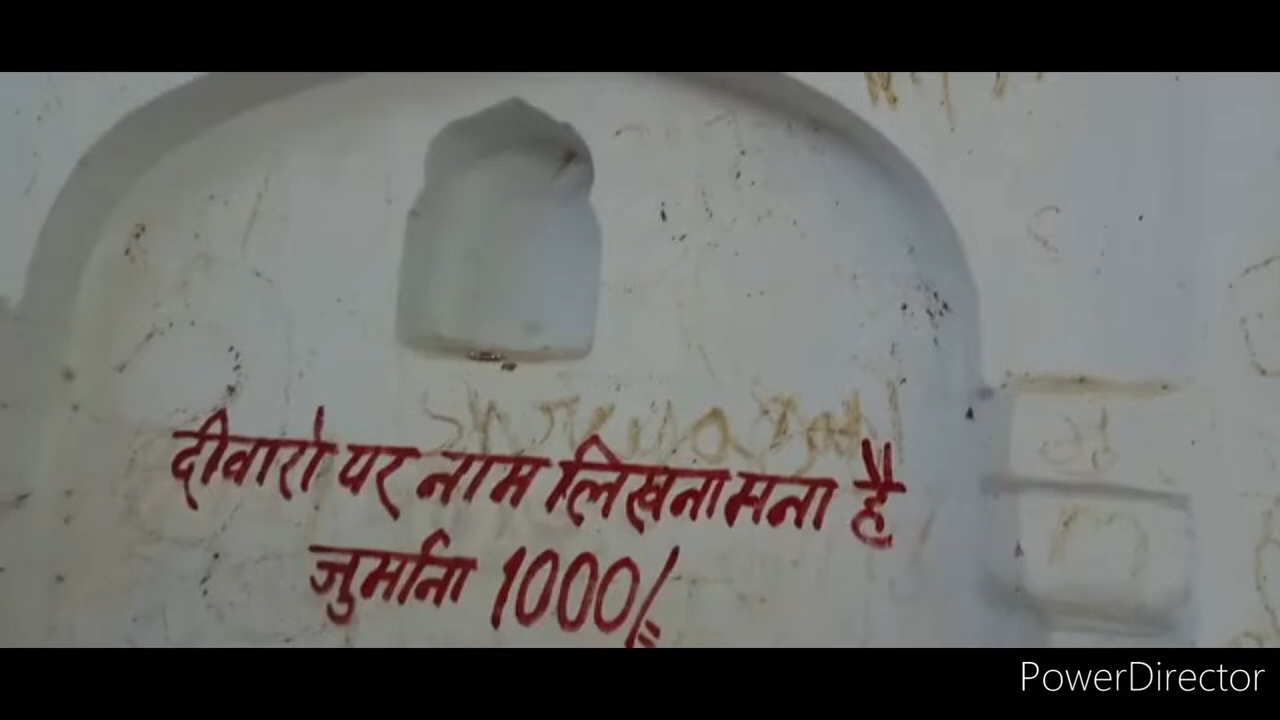 दीवारो पर नाम लिखना मना है
जुर्माना 1000/=
PowerDirector